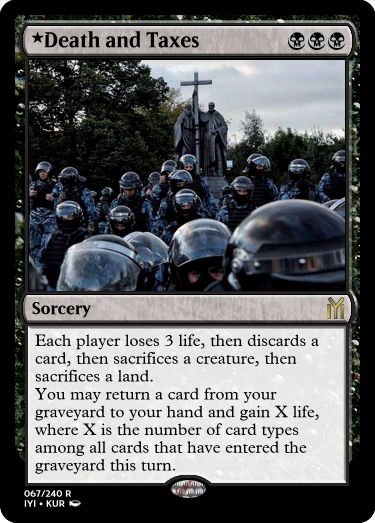 ★Death and Taxes
Sorcery
Each player loses 3 life, then discards a
card, then sacrifices a creature, then
sacrifices a land.
You may return a card from your
graveyard to your hand and gain X life,
where X is the number of card types
among all cards that have entered the
graveyard this turn.
067/240 R
IYI • KUR